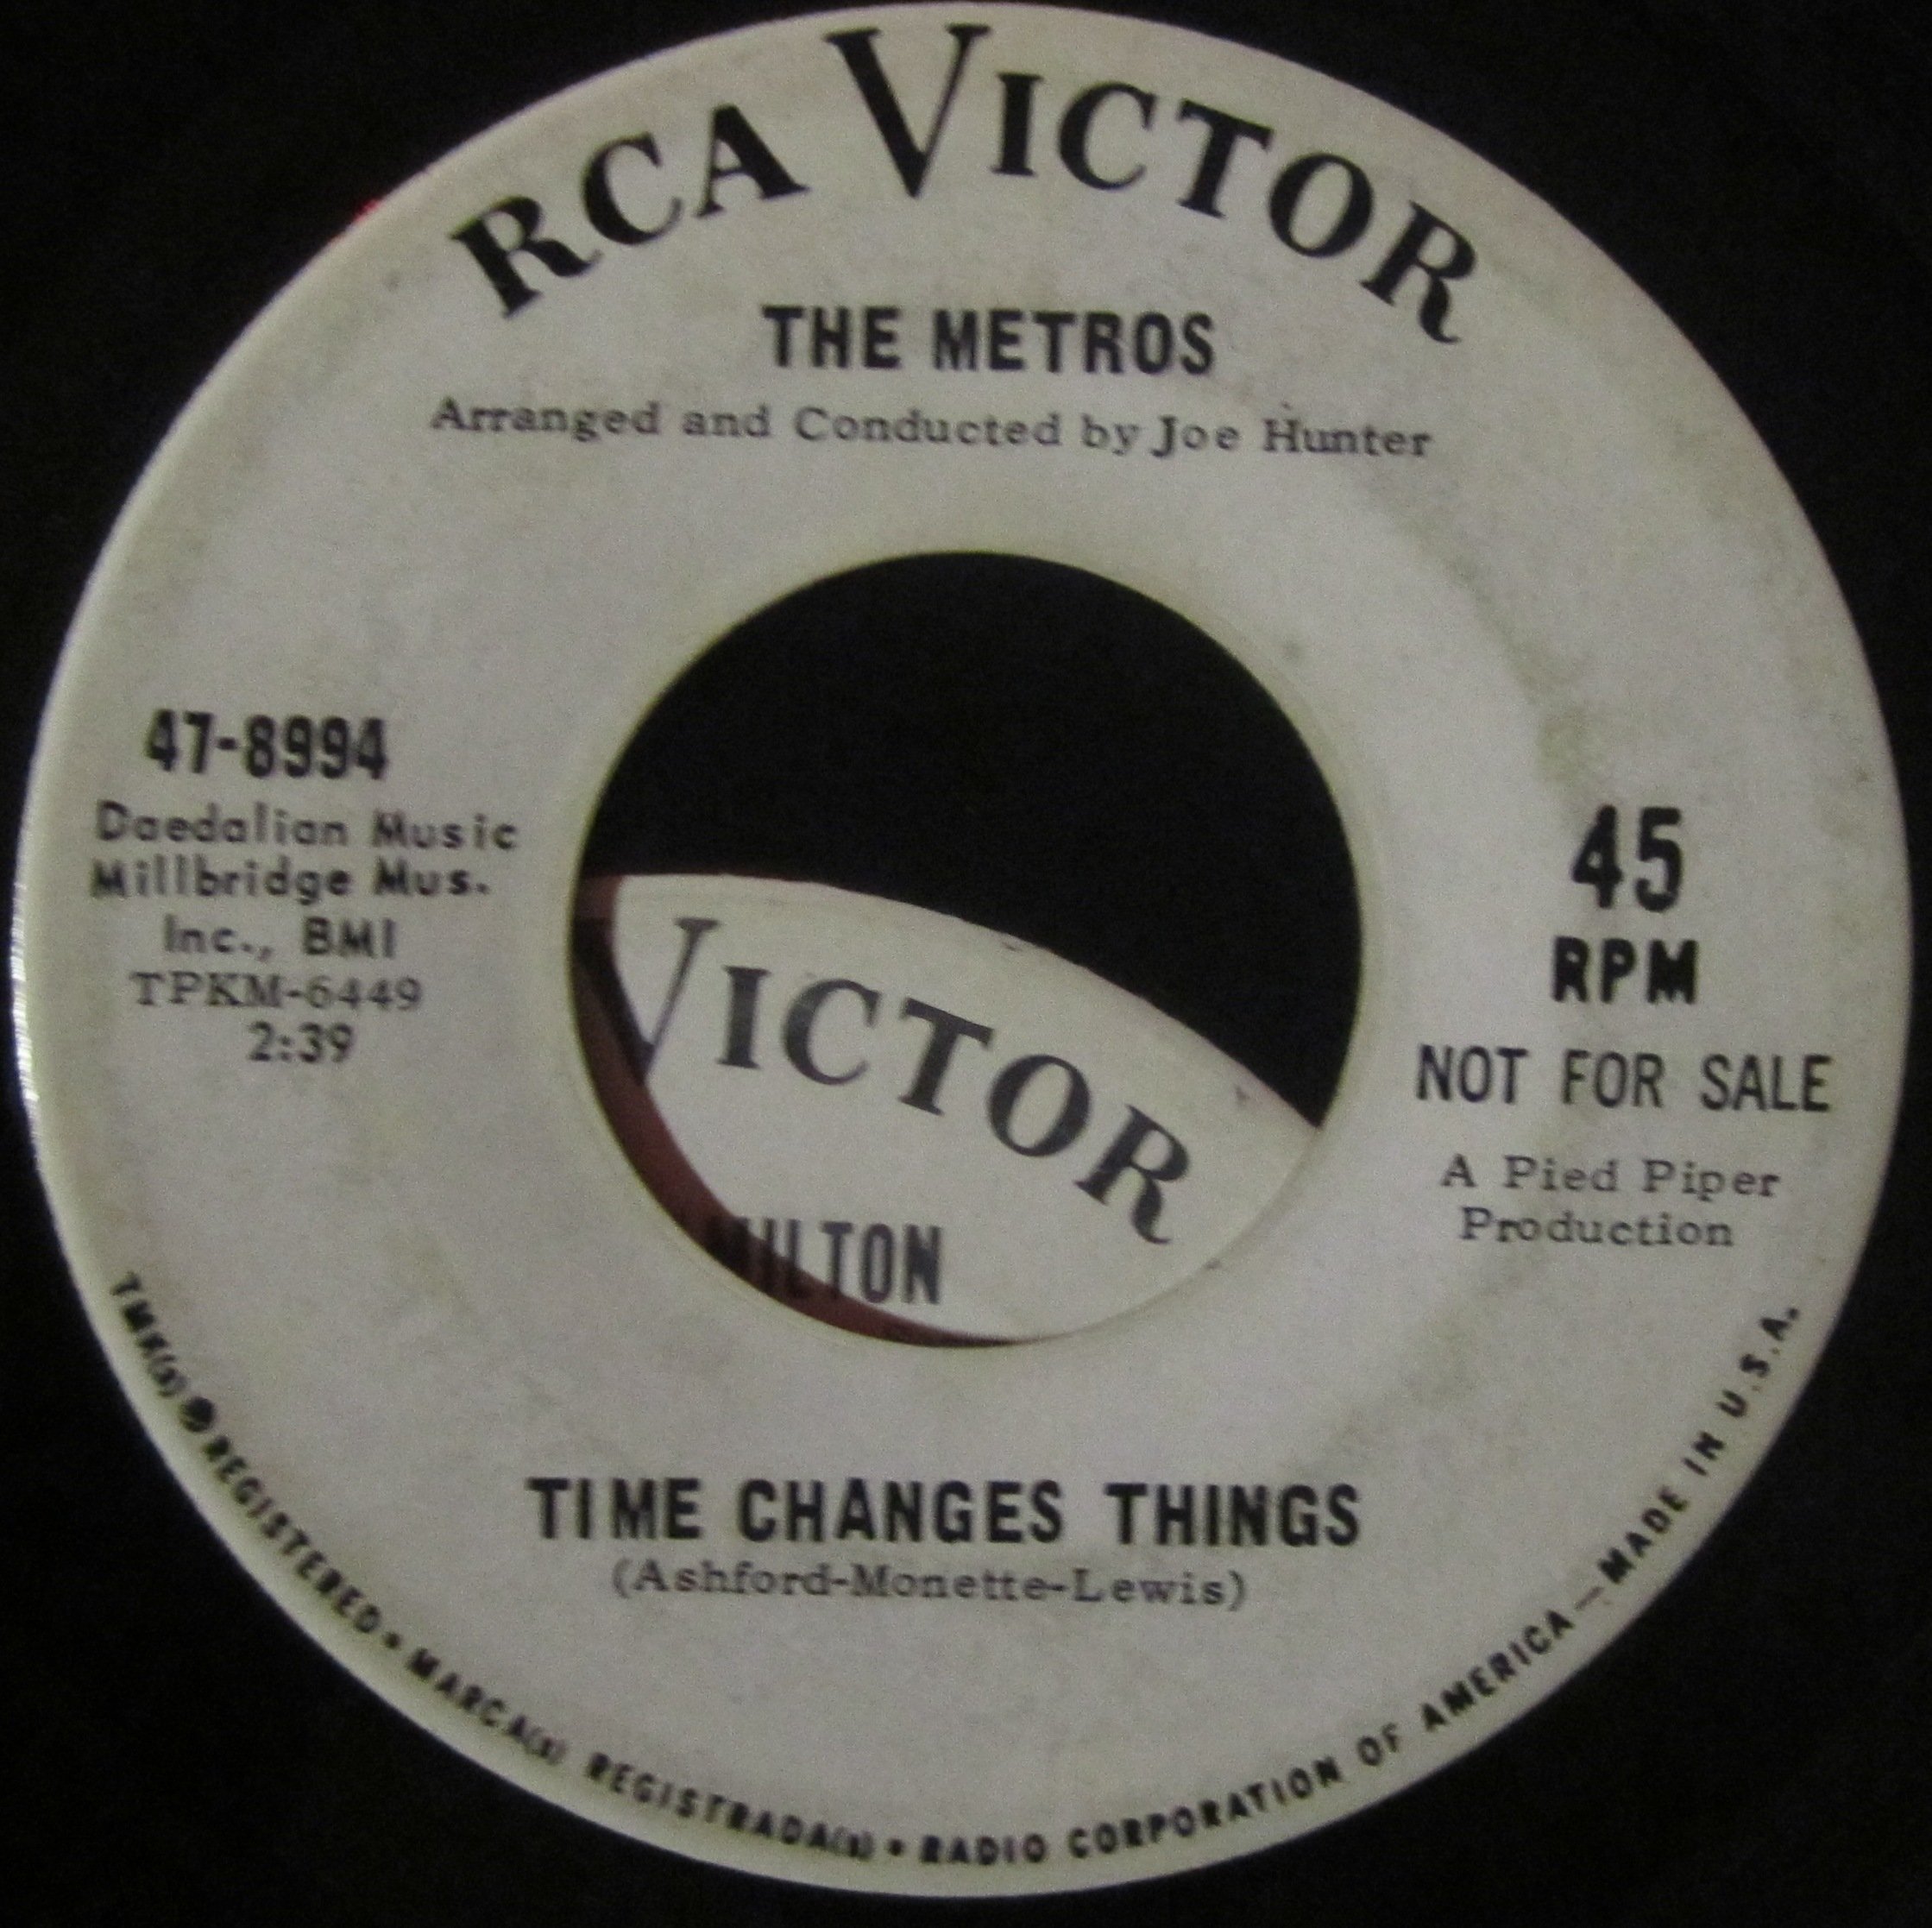 RCA VICTOR
THE METROS
Arranged and Conducted by Joe Hunter
47-8994
Daedalian Music
Millbridge Mus.
Inc., BMI
TPKM-6449
2:39
45
RPM
NOT FOR SALE
A Pied Piper
Production
VICTOR
TIME CHANGES THINGS
(Ashford-Monette-Lewis)
TMK(s) ® REGISTERED • MARCA(s) REGISTRADA(s) • RADIO CORPORATION OF AMERICA—MADE IN U.S.A.